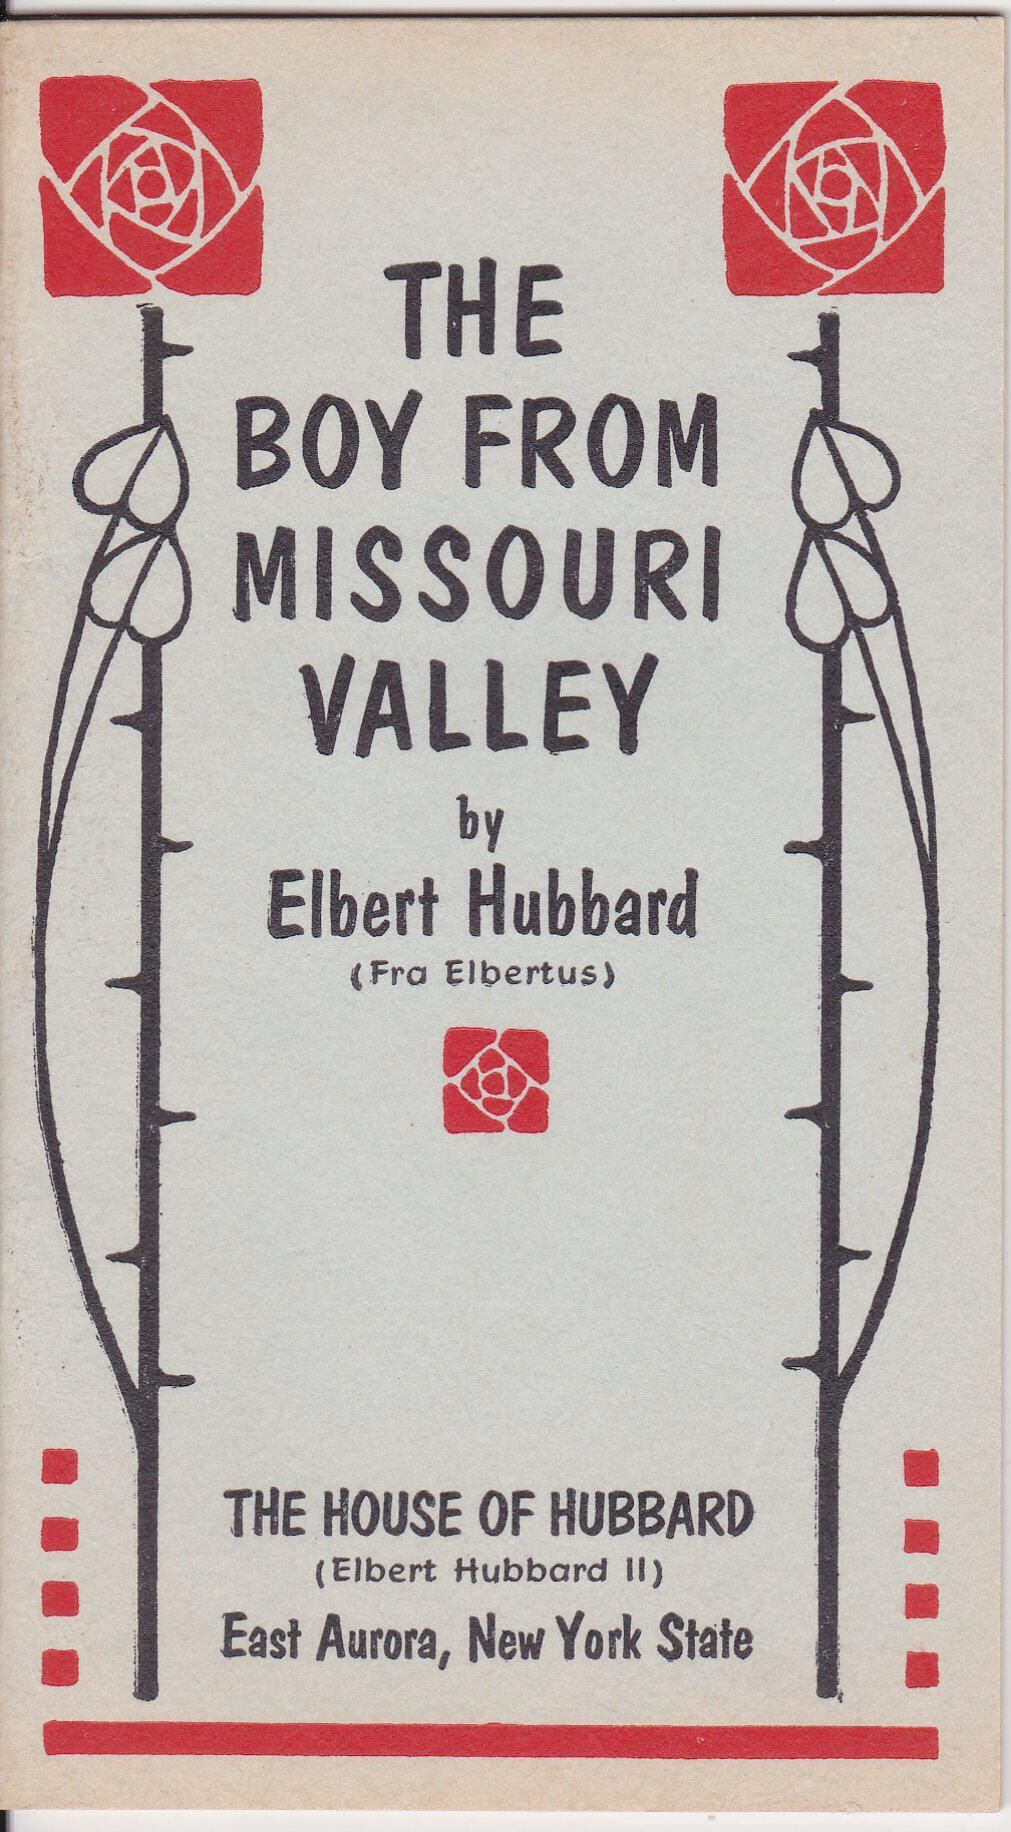 THE
BOY FROM
MISSOURI
VALLEY
by
Elbert Hubbard
(Fra Elbertus)
THE HOUSE OF HUBBARD
(Elbert Hubbard II)
East Aurora, New York State